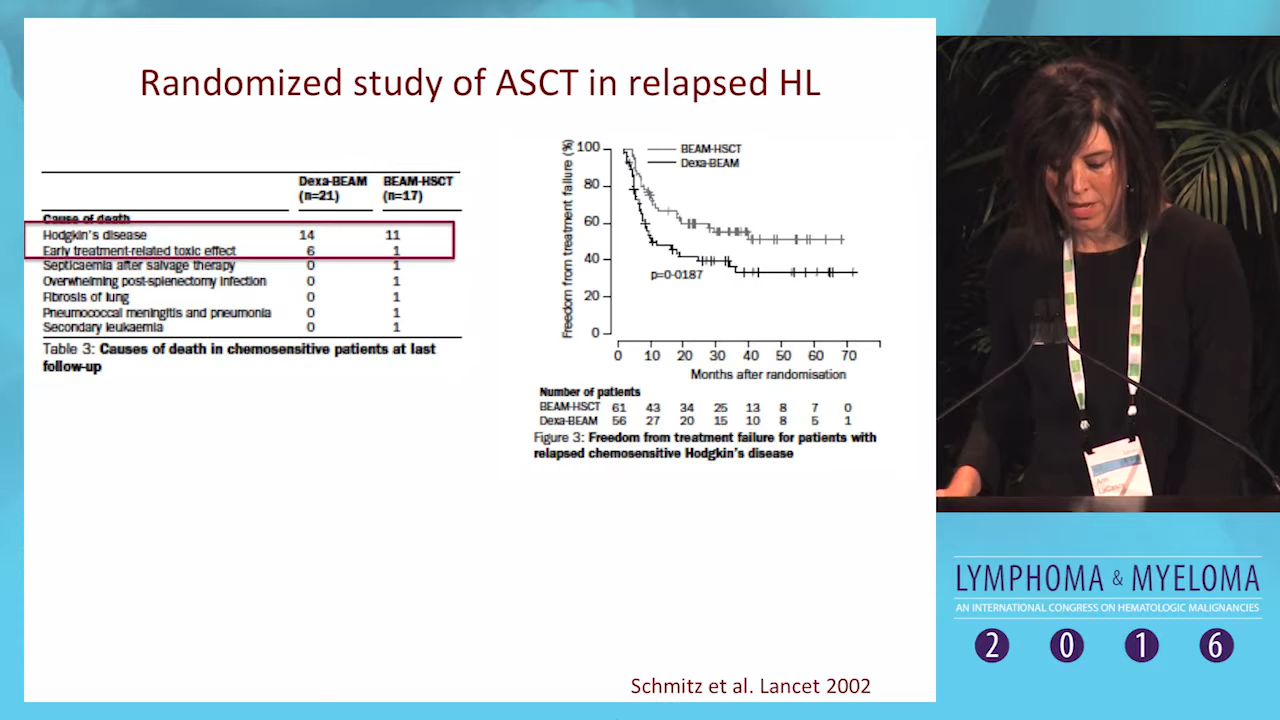 Randomized study of ASCT in relapsed HL
Dexa-BEAM BEAM-HSCT
(n=21) (n=17)
Cause of death
Hodgkin's disease 14 11
Early treatment-related toxic effect 6 1
Septicaemia after salvage therapy 0 1
Overwhelming post-splenectomy infection 0 1
Fibrosis of lung 0 1
Pneumococcal meningitis and pneumonia 0 1
Secondary leukaemia 0 1
Table 3: Causes of death in chemosensitive patients at last
follow-up
Freedom from treatment failure (%)
100
80
60
40
20
0
BEAM-HSCT
Dexa-BEAM
p=0·0187
0 10 20 30 40 50 60 70
Months after randomisation
Number of patients
BEAM-HSCT 61 43 34 25 13 8 7 0
Dexa-BEAM 56 27 20 15 10 8 5 1
Figure 3: Freedom from treatment failure for patients with
relapsed chemosensitive Hodgkin's disease
Schmitz et al. Lancet 2002
Ann
LYMPHOMA & MYELOMA
AN INTERNATIONAL CONGRESS ON HEMATOLOGIC MALIGNANCIES
2 0 1 6